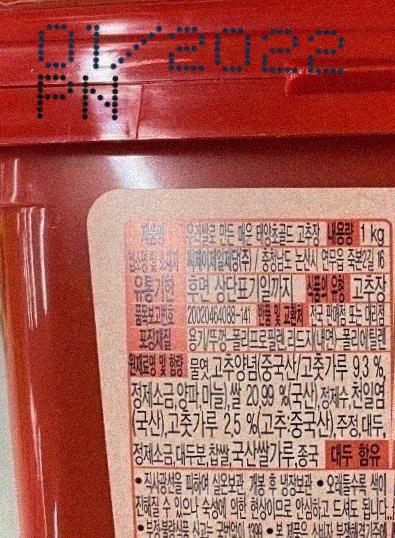 01/2022
PN
제품명 우리쌀로 만든 매운 태양초골드 고추장 내용량 1 kg
업소명 및 소재지 씨제이제일제당(주) / 충청남도 논산시 연무읍 죽본2길 16
유통기한 후면 상단표기일까지 식품의 유형 고추장
품목보고번호 20020464088-141 반품 및 교환처 전국 판매점 또는 대리점
포장재질 용기/뚜껑-폴리프로필렌, 리드지(내면)-폴리에틸렌
원재료명 및 함량 물엿, 고추양념(중국산/고춧가루 9.3 %,
정제소금, 양파, 마늘), 쌀 20.99 %(국산), 정제수, 천일염
(국산), 고춧가루 2.5 %(고추:중국산), 주정, 대두,
정제소금, 대두분, 찹쌀, 국산쌀가루, 종국 대두 함유
• 직사광선을 피하여 실온보관, 개봉 후 냉장보관 • 오래될수록 색이
진해질 수 있으나 숙성에 의한 현상이므로 안심하고 드셔도 됩니다.
• 부정·불량식품 신고는 국번없이 1399 • 본 제품은 소비자 분쟁해결기준에